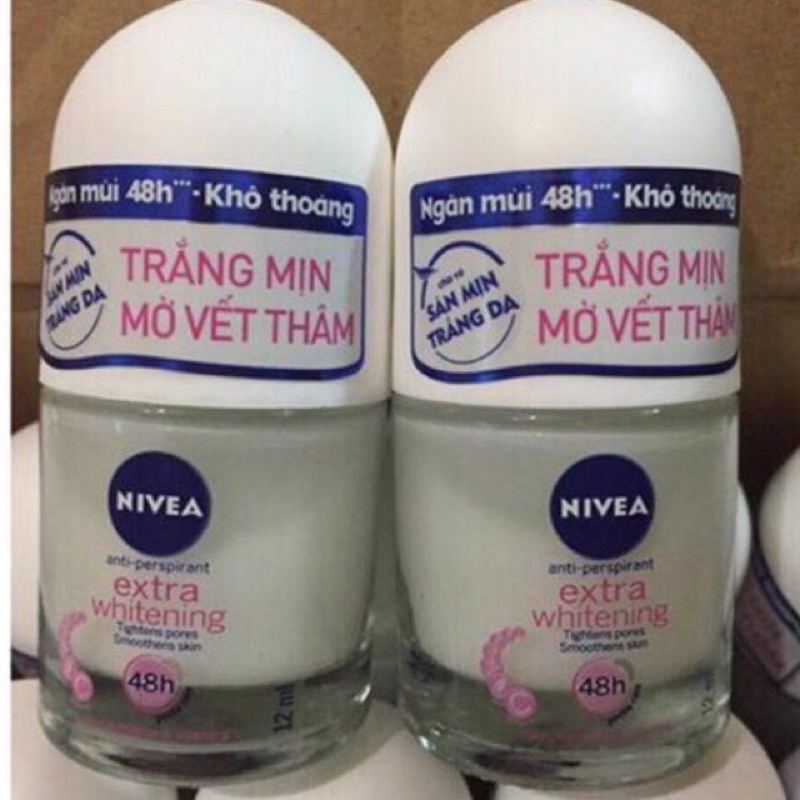 Ngăn mùi 48h***-Khô thoáng
SĂN MỊN
TRẮNG DA
TRẮNG MỊN
MỜ VẾT THÂM
NIVEA
anti-perspirant
extra
whitening
Tightens pores
Smoothens skin
48h
12 ml
Ngăn mùi 48h***-Khô thoáng
SĂN MỊN
TRẮNG DA
TRẮNG MỊN
MỜ VẾT THÂM
NIVEA
anti-perspirant
extra
whitening
Tightens pores
Smoothens skin
48h
12 ml